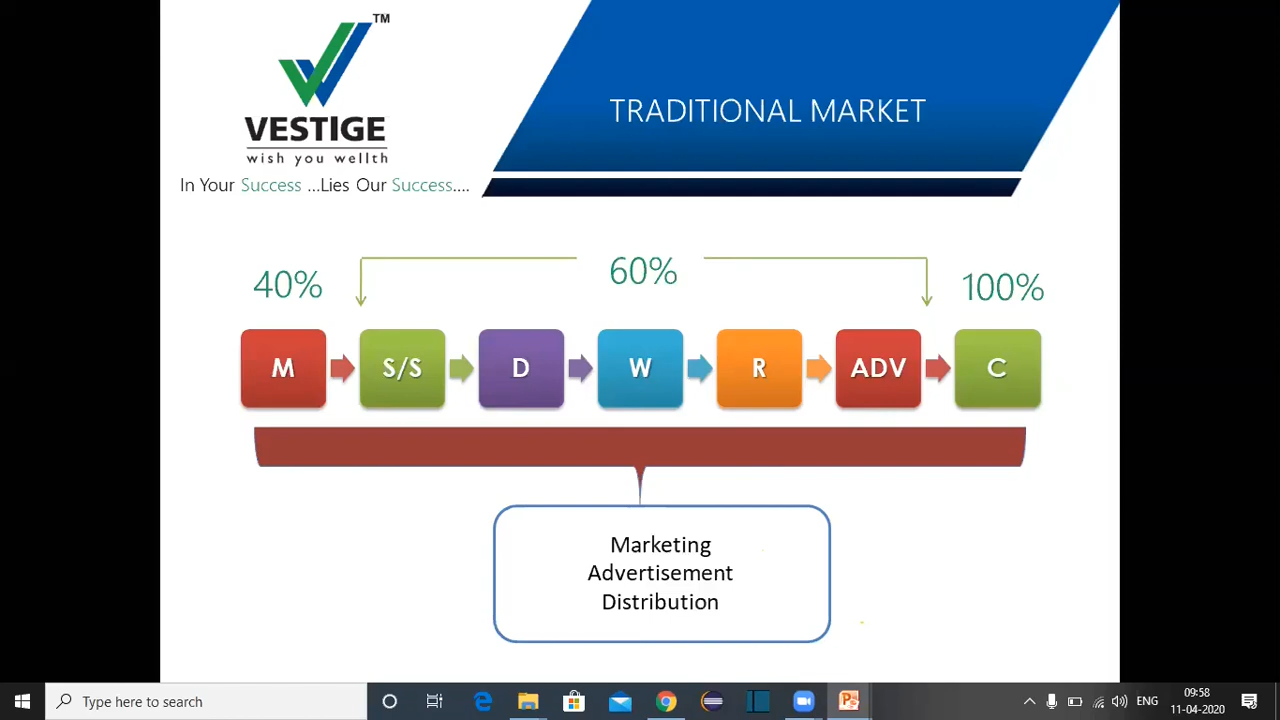 TM
VESTIGE
wish you wellth
In Your Success ...Lies Our Success....
TRADITIONAL MARKET
40%
60%
100%
M
S/S
D
W
R
ADV
C
Marketing
Advertisement
Distribution
Type here to search
ENG
09:58
11-04-2020